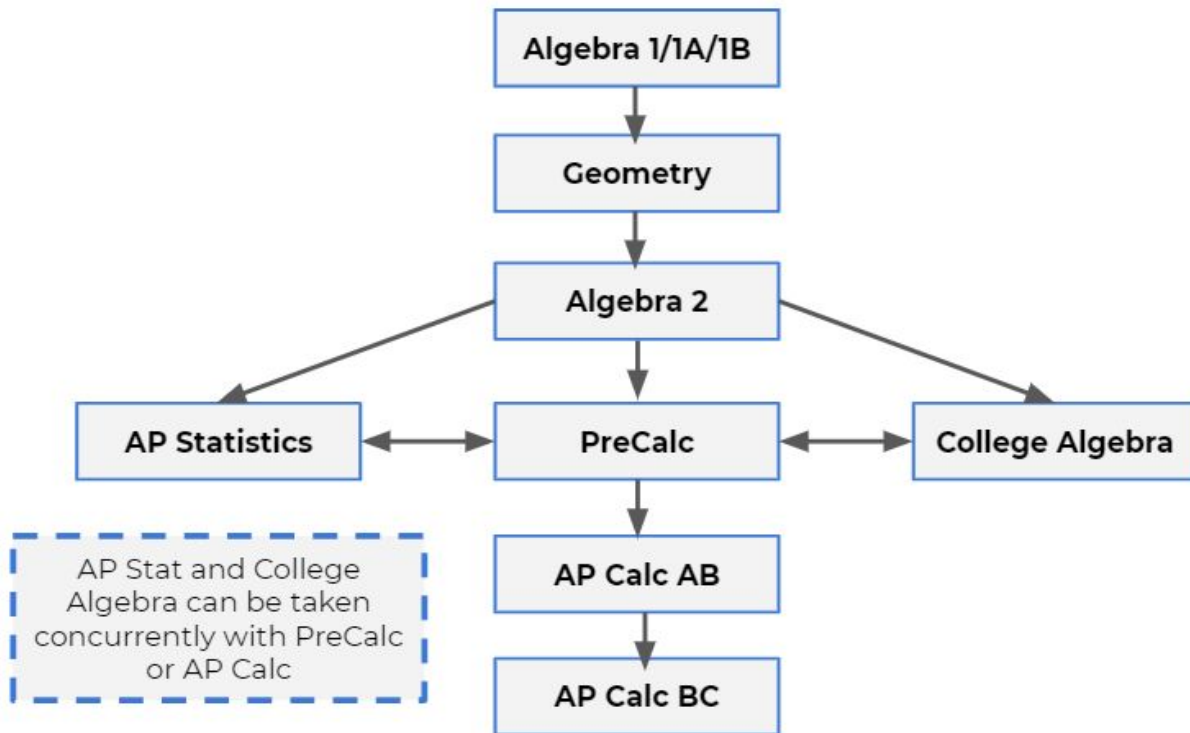 Algebra 1/1A/1B
Geometry
Algebra 2
AP Statistics
PreCalc
College Algebra
AP Calc AB
AP Stat and College
Algebra can be taken
concurrently with PreCalc
or AP Calc
AP Calc BC